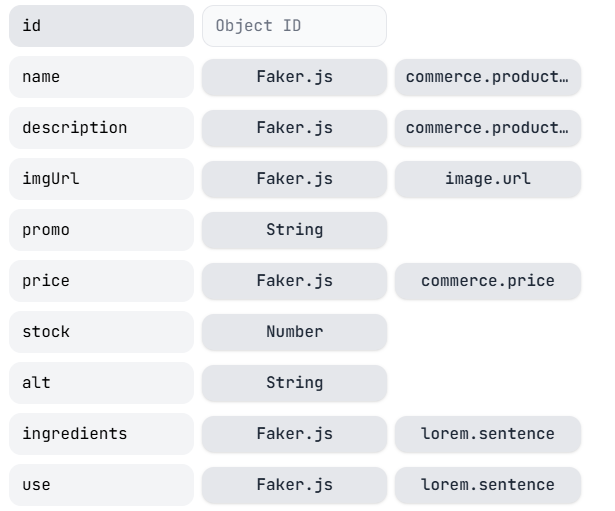 id Object ID
name Faker.js commerce.product…
description Faker.js commerce.product…
imgUrl Faker.js image.url
promo String
price Faker.js commerce.price
stock Number
alt String
ingredients Faker.js lorem.sentence
use Faker.js lorem.sentence